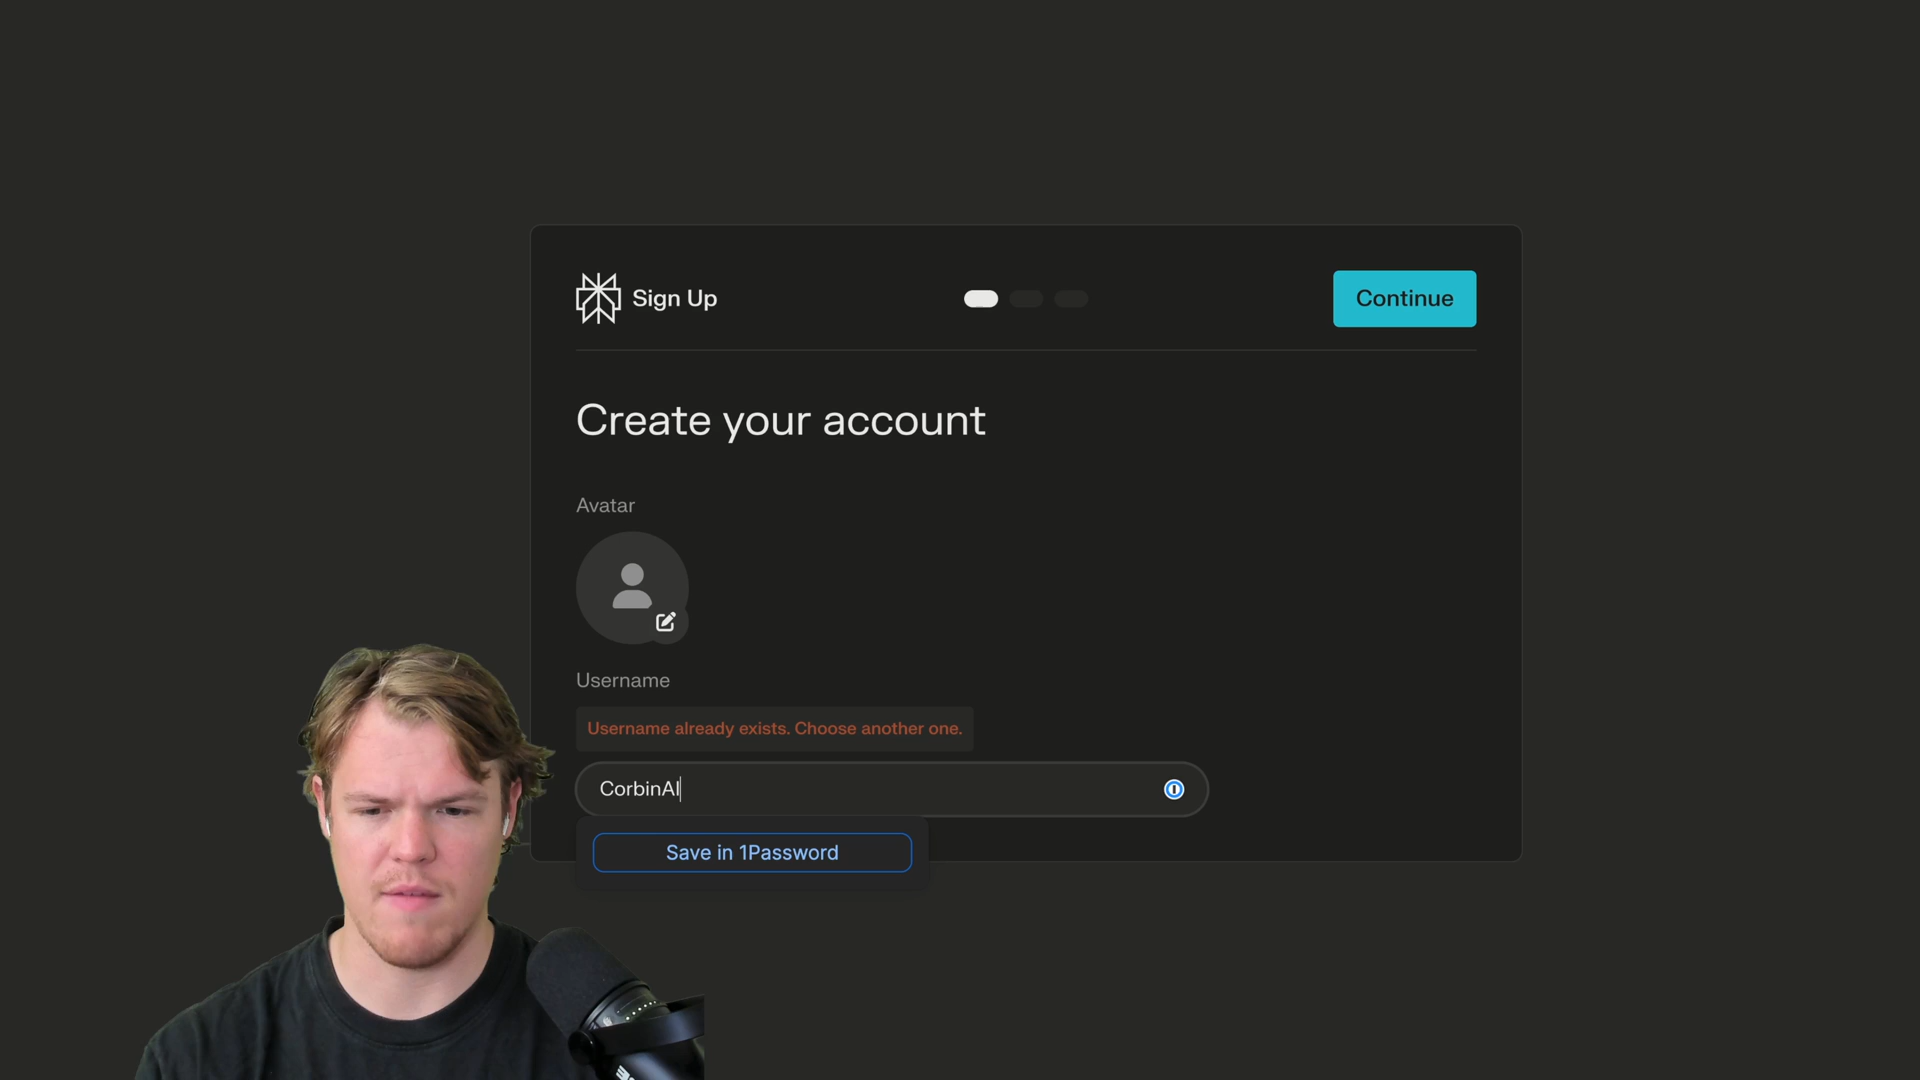 Sign Up
Continue
Create your account
Avatar
Username
Username already exists. Choose another one.
CorbinAI
Save in 1Password